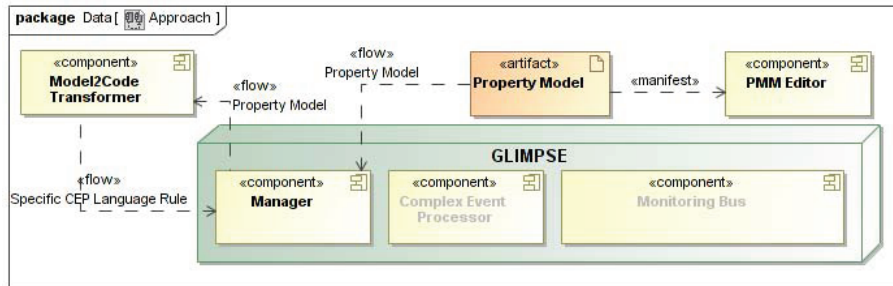 package Data[ Approach ]
«component»
Model2Code
Transformer
«flow»
Property Model
«flow»
Property Model
«artifact»
Property Model
«manifest»
«component»
PMM Editor
GLIMPSE
«flow»
Specific CEP Language Rule
«component»
Manager
«component»
Complex Event
Processor
«component»
Monitoring Bus